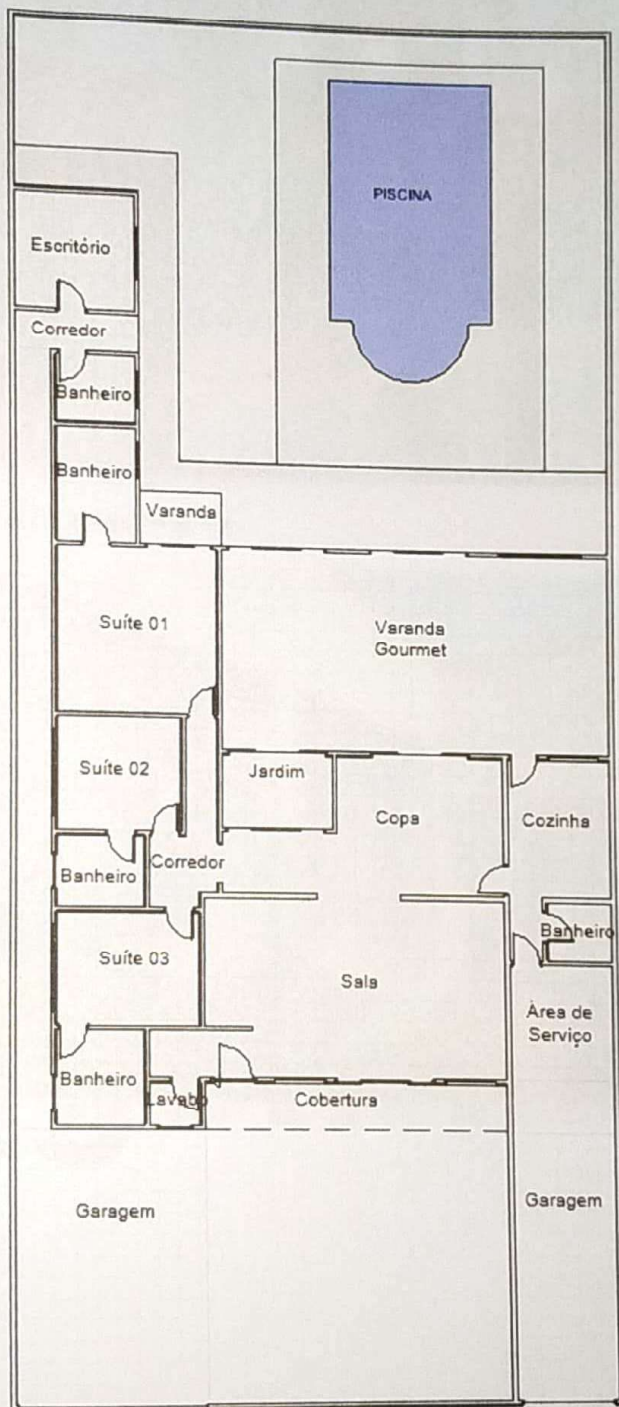 PISCINA
Escritório
Corredor
Banheiro
Banheiro
Varanda
Suíte 01
Varanda
Gourmet
Suíte 02
Jardim
Copa
Cozinha
Corredor
Banheiro
Banheiro
Suíte 03
Sala
Área de
Serviço
Banheiro
Lavabo
Cobertura
Garagem
Garagem